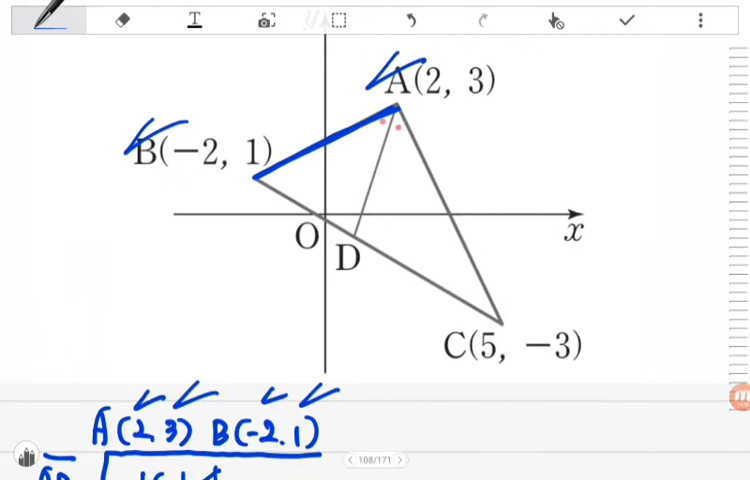 T
A(2, 3)
B(−2, 1)
O
D
x
C(5, −3)
A(2,3) B(-2.1)
108/171